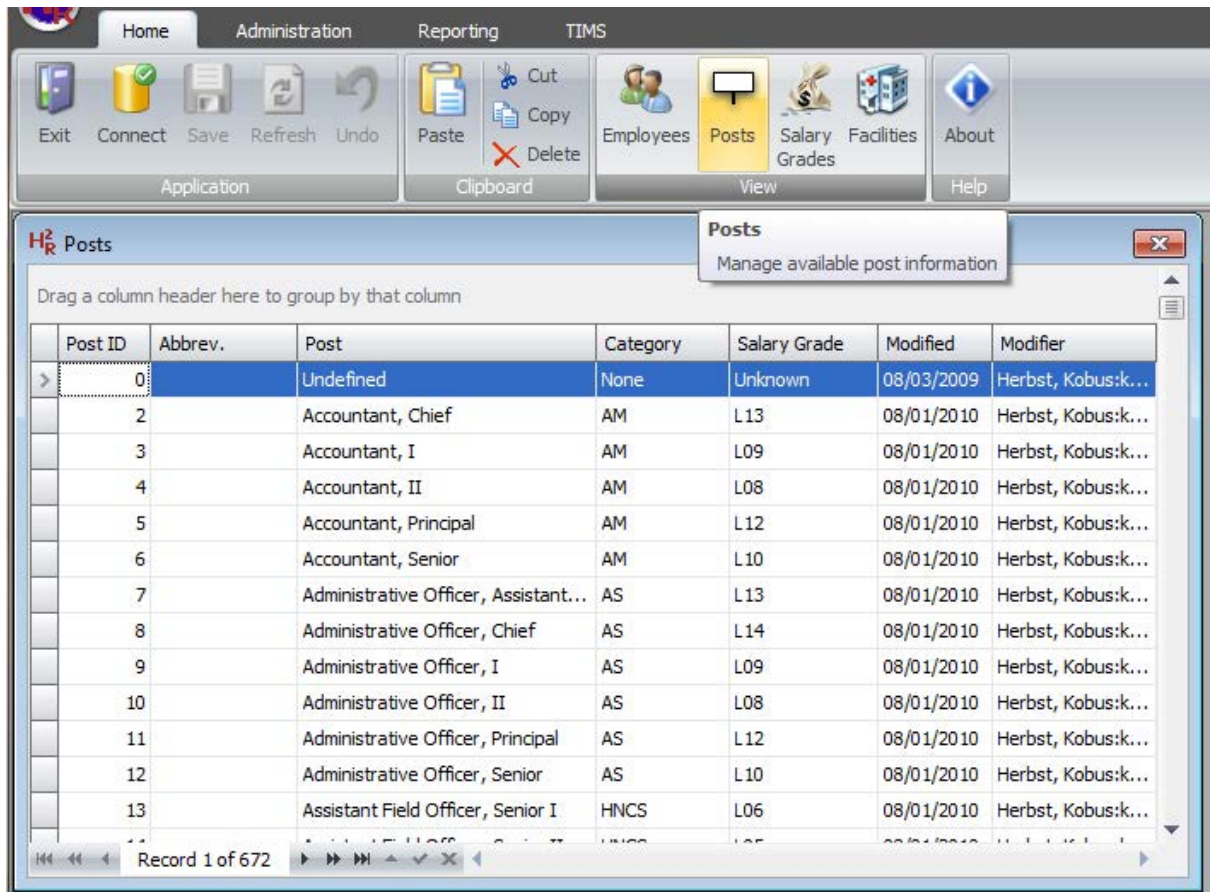 Home Administration Reporting TIMS
Exit Connect Save Refresh Undo Paste Cut Copy Delete Employees Posts Salary Grades Facilities About
Application Clipboard View Help
H2R Posts
Posts
Manage available post information
Drag a column header here to group by that column
Post ID Abbrev. Post Category Salary Grade Modified Modifier
0 Undefined None Unknown 08/03/2009 Herbst, Kobus:k...
2 Accountant, Chief AM L13 08/01/2010 Herbst, Kobus:k...
3 Accountant, I AM L09 08/01/2010 Herbst, Kobus:k...
4 Accountant, II AM L08 08/01/2010 Herbst, Kobus:k...
5 Accountant, Principal AM L12 08/01/2010 Herbst, Kobus:k...
6 Accountant, Senior AM L10 08/01/2010 Herbst, Kobus:k...
7 Administrative Officer, Assistant... AS L13 08/01/2010 Herbst, Kobus:k...
8 Administrative Officer, Chief AS L14 08/01/2010 Herbst, Kobus:k...
9 Administrative Officer, I AS L09 08/01/2010 Herbst, Kobus:k...
10 Administrative Officer, II AS L08 08/01/2010 Herbst, Kobus:k...
11 Administrative Officer, Principal AS L12 08/01/2010 Herbst, Kobus:k...
12 Administrative Officer, Senior AS L10 08/01/2010 Herbst, Kobus:k...
13 Assistant Field Officer, Senior I HNCS L06 08/01/2010 Herbst, Kobus:k...
Record 1 of 672